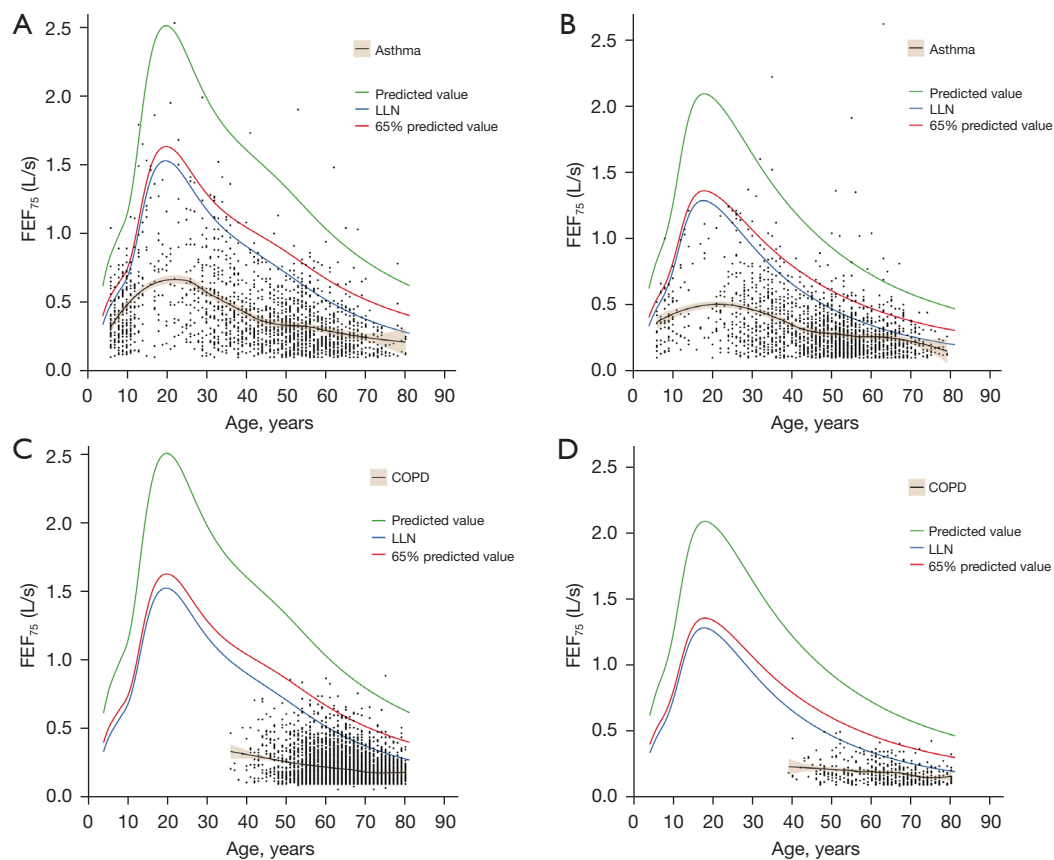 A
2.5
2.0
1.5
1.0
0.5
0.0
FEF75 (L/s)
Asthma
Predicted value
LLN
65% predicted value
0 10 20 30 40 50 60 70 80 90
Age, years
B
2.5
2.0
1.5
1.0
0.5
0.0
FEF75 (L/s)
Asthma
Predicted value
LLN
65% predicted value
0 10 20 30 40 50 60 70 80 90
Age, years
C
2.5
2.0
1.5
1.0
0.5
0.0
FEF75 (L/s)
COPD
Predicted value
LLN
65% predicted value
0 10 20 30 40 50 60 70 80 90
Age, years
D
2.5
2.0
1.5
1.0
0.5
0.0
FEF75 (L/s)
COPD
Predicted value
LLN
65% predicted value
0 10 20 30 40 50 60 70 80 90
Age, years